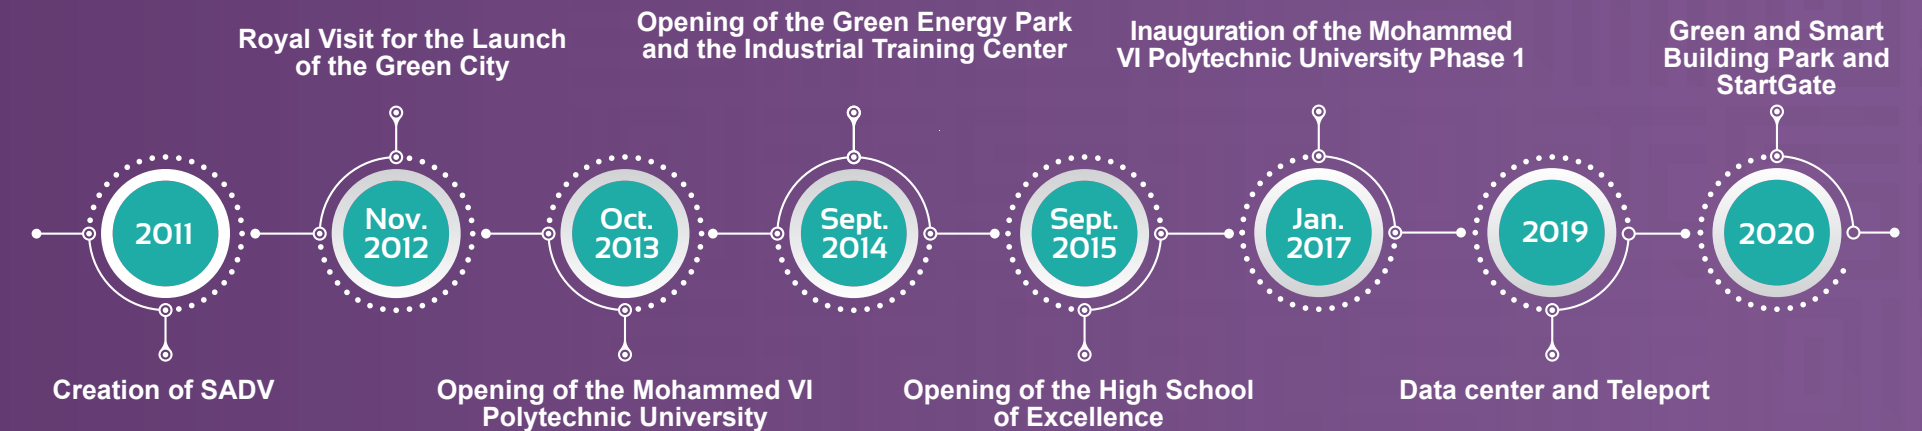 2011
Creation of SADV
Royal Visit for the Launch
of the Green City
Nov.
2012
Oct.
2013
Opening of the Mohammed VI
Polytechnic University
Opening of the Green Energy Park
and the Industrial Training Center
Sept.
2014
Sept.
2015
Opening of the High School
of Excellence
Inauguration of the Mohammed
VI Polytechnic University Phase 1
Jan.
2017
2019
Data center and Teleport
Green and Smart
Building Park and
StartGate
2020